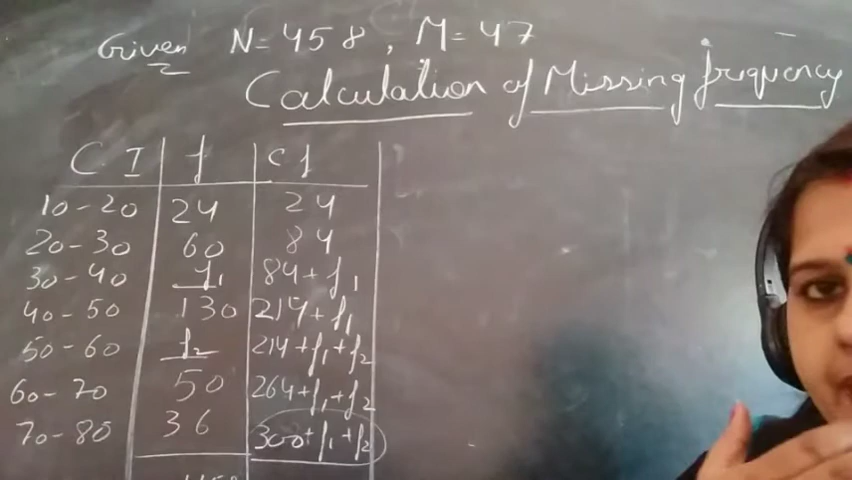 Given N = 458 , M = 47
Calculation of Missing frequency
C I f cf
10 - 20 24 24
20 - 30 60 84
30 - 40 f₁ 84 + f₁
40 - 50 130 214 + f₁
50 - 60 f₂ 214 + f₁ + f₂
60 - 70 50 264 + f₁ + f₂
70 - 80 36 300 + f₁ + f₂